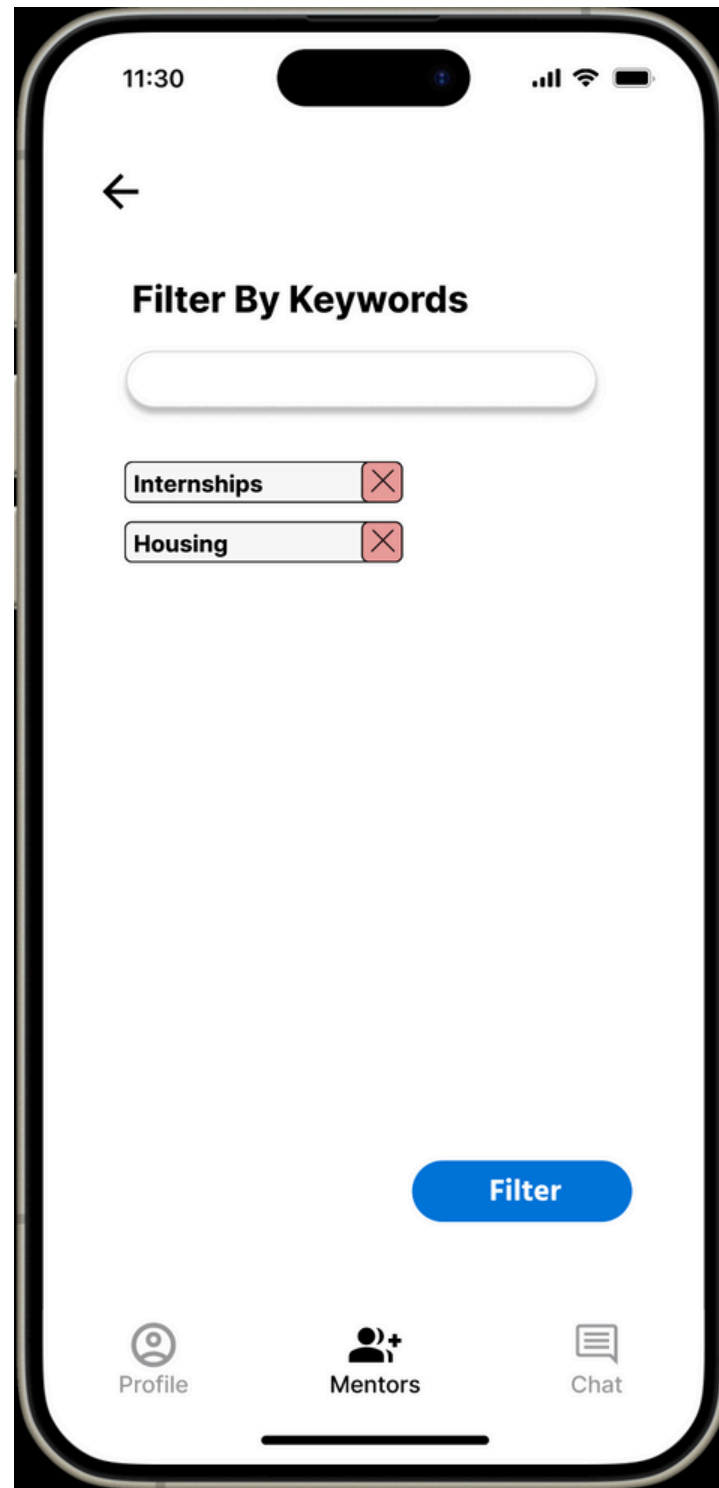 11:30
Filter By Keywords
Internships
Housing
Filter
Profile Mentors Chat